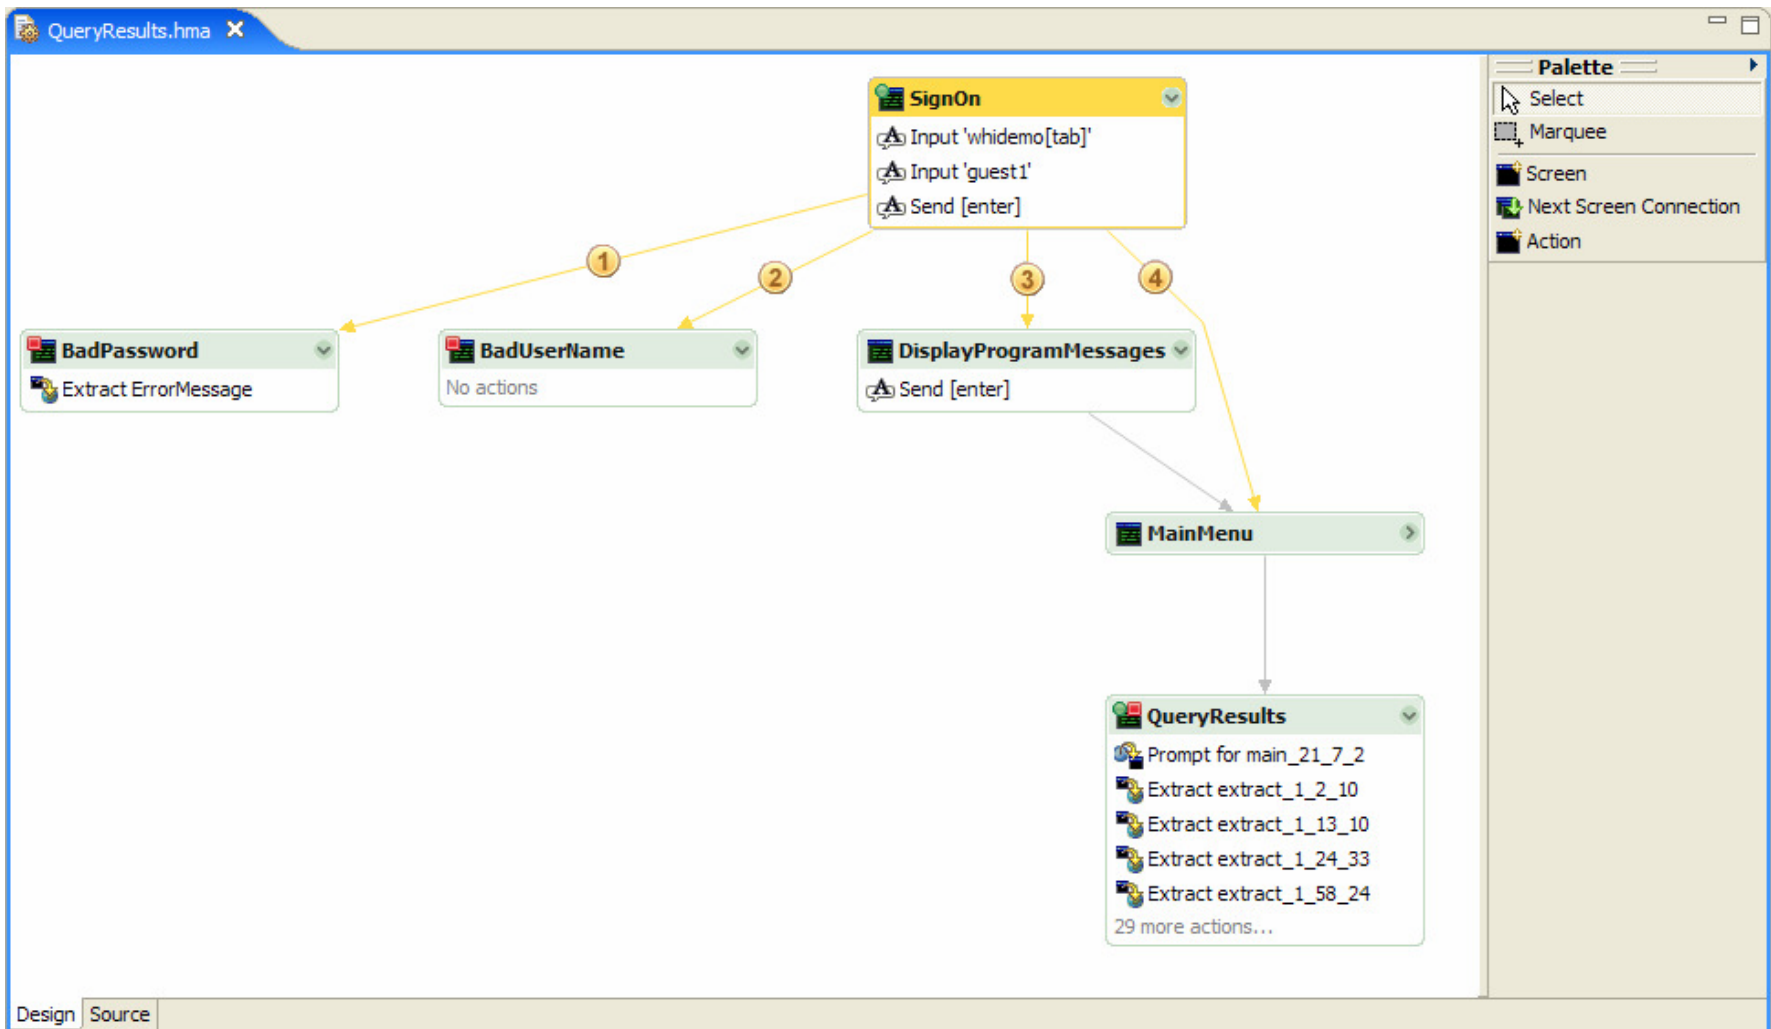 QueryResults.hma
SignOn
Input 'whidemo[tab]'
Input 'guest1'
Send [enter]
1
2
3
4
BadPassword
Extract ErrorMessage
BadUserName
No actions
DisplayProgramMessages
Send [enter]
MainMenu
QueryResults
Prompt for main_21_7_2
Extract extract_1_2_10
Extract extract_1_13_10
Extract extract_1_24_33
Extract extract_1_58_24
29 more actions...
Palette
Select
Marquee
Screen
Next Screen Connection
Action
Design
Source